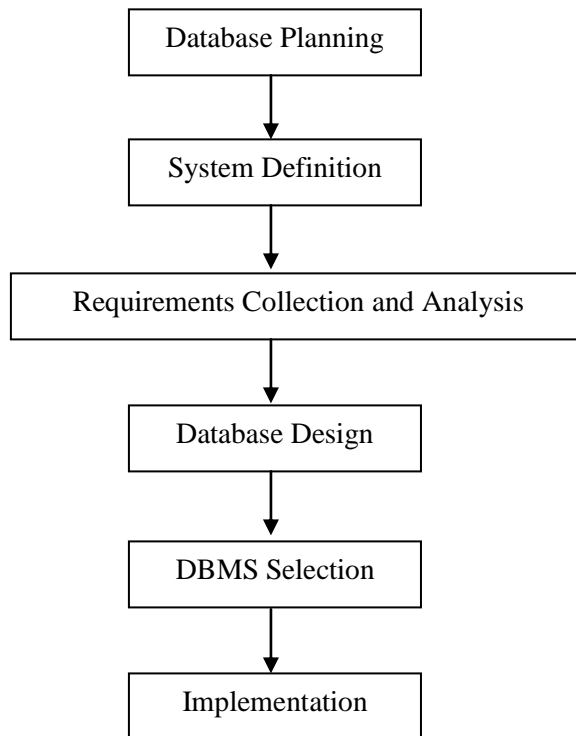 Database Planning
System Definition
Requirements Collection and Analysis
Database Design
DBMS Selection
Implementation